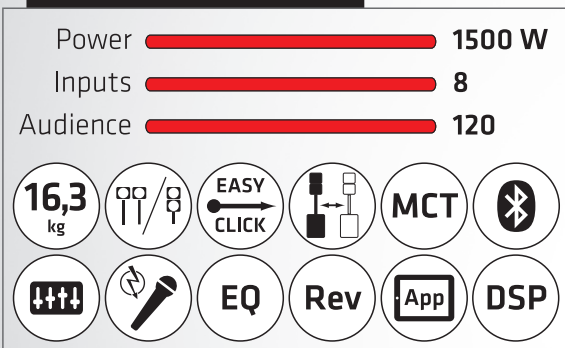 Power 1500 W
Inputs 8
Audience 120
16,3
kg
EASY
CLICK
MCT
EQ
Rev
App
DSP